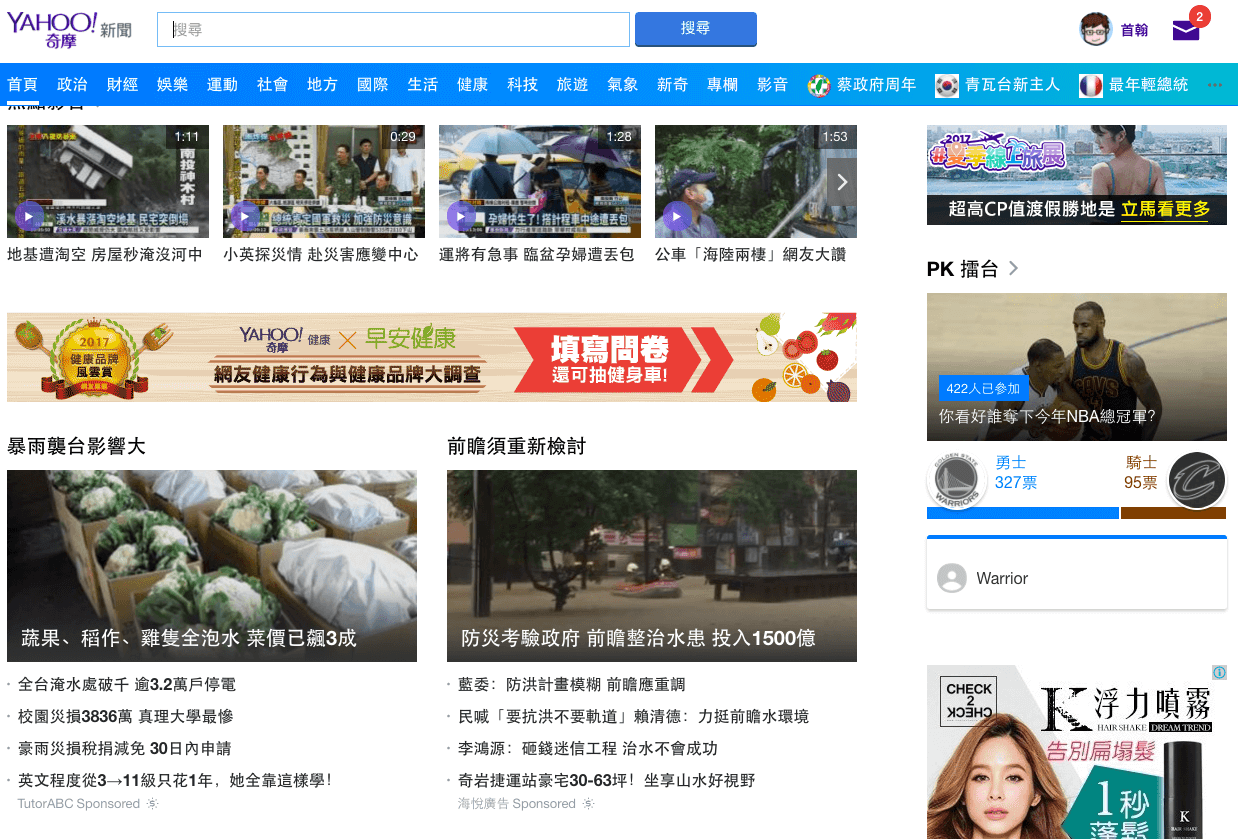 YAHOO!
奇摩
新聞
搜尋
搜尋
首翰
2
首頁 政治 財經 娛樂 運動 社會 地方 國際 生活 健康 科技 旅遊 氣象 新奇 專欄 影音 蔡政府周年 青瓦台新主人 最年輕總統 ...
1:11
南投神木村
溪水暴漲淘空地基 民宅突倒塌
0:29
總統肯定國軍救災 加強防災意識
1:28
孕婦快生了! 搭計程車中途遭丟包
1:53
地基遭淘空 房屋秒淹沒河中
小英探災情 赴災害應變中心
運將有急事 臨盆孕婦遭丟包
公車「海陸兩棲」網友大讚
2017
#夏季線上旅展
超高CP值渡假勝地是 立馬看更多
PK 擂台
422人已參加
你看好誰奪下今年NBA總冠軍?
GOLDEN STATE
WARRIORS
勇士
327票
騎士
95票
Warrior
2017
健康品牌
風雲賞
網友票選
YAHOO!
奇摩
健康
早安健康
網友健康行為與健康品牌大調查
填寫問卷
還可抽健身車!
暴雨襲台影響大
蔬果、稻作、雞隻全泡水 菜價已飆3成
· 全台淹水處破千 逾3.2萬戶停電
· 校園災損3836萬 真理大學最慘
· 豪雨災損稅捐減免 30日內申請
· 英文程度從3→11級只花1年，她全靠這樣學!
TutorABC Sponsored
前瞻須重新檢討
防災考驗政府 前瞻整治水患 投入1500億
· 藍委：防洪計畫模糊 前瞻應重調
· 民喊「要抗洪不要軌道」賴清德：力挺前瞻水環境
· 李鴻源：砸錢迷信工程 治水不會成功
· 奇岩捷運站豪宅30-63坪！坐享山水好視野
海悅廣告 Sponsored
CHECK
2
CHECK
K 浮力噴霧
HAIR SHAKE DREAM TREND
告別扁塌髮
1秒
蓬鬆
K
HAIR SHAKE